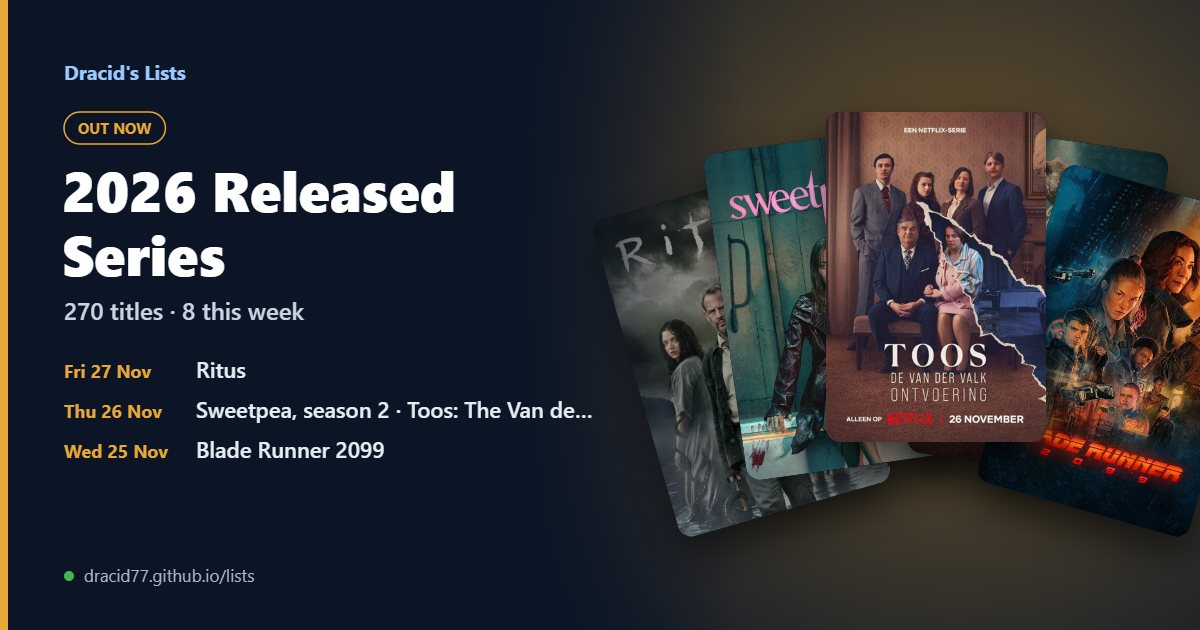 Dracid's Lists
OUT NOW
2026 Released
Series
270 titles · 8 this week
Fri 27 Nov Ritus
Thu 26 Nov Sweetpea, season 2 · Toos: The Van de...
Wed 25 Nov Blade Runner 2099
dracid77.github.io/lists
Rit
sweetp
EEN NETFLIX-SERIE
TOOS
DE VAN DER VALK
ONTVOERING
ALLEEN OP NETFLIX | 26 NOVEMBER
ADE RUNNER